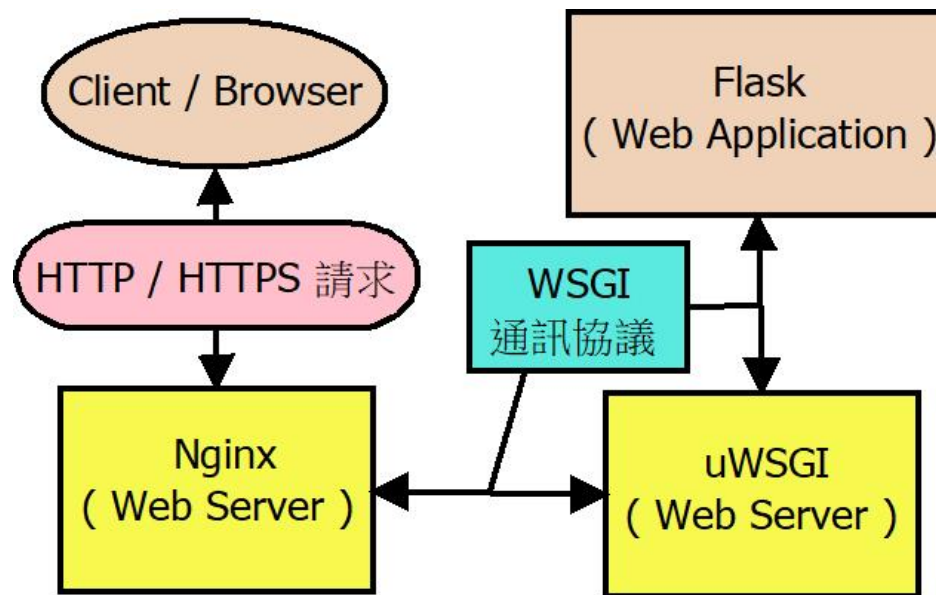 Client / Browser
Flask
( Web Application )
HTTP / HTTPS 請求
WSGI
通訊協議
Nginx
( Web Server )
uWSGI
( Web Server )